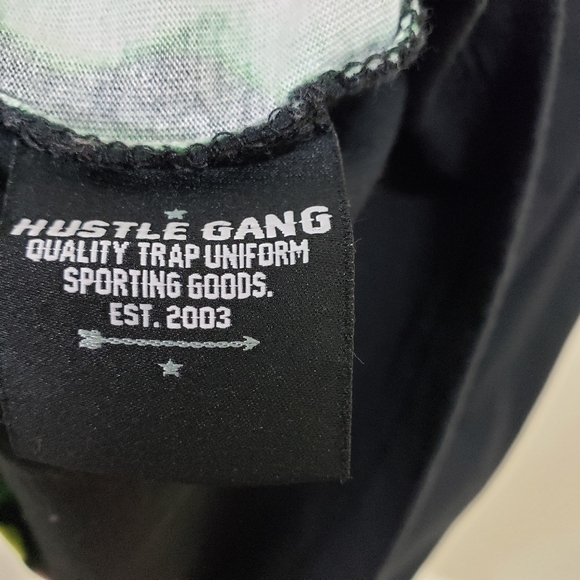 HUSTLE GANG
QUALITY TRAP UNIFORM
SPORTING GOODS.
EST. 2003